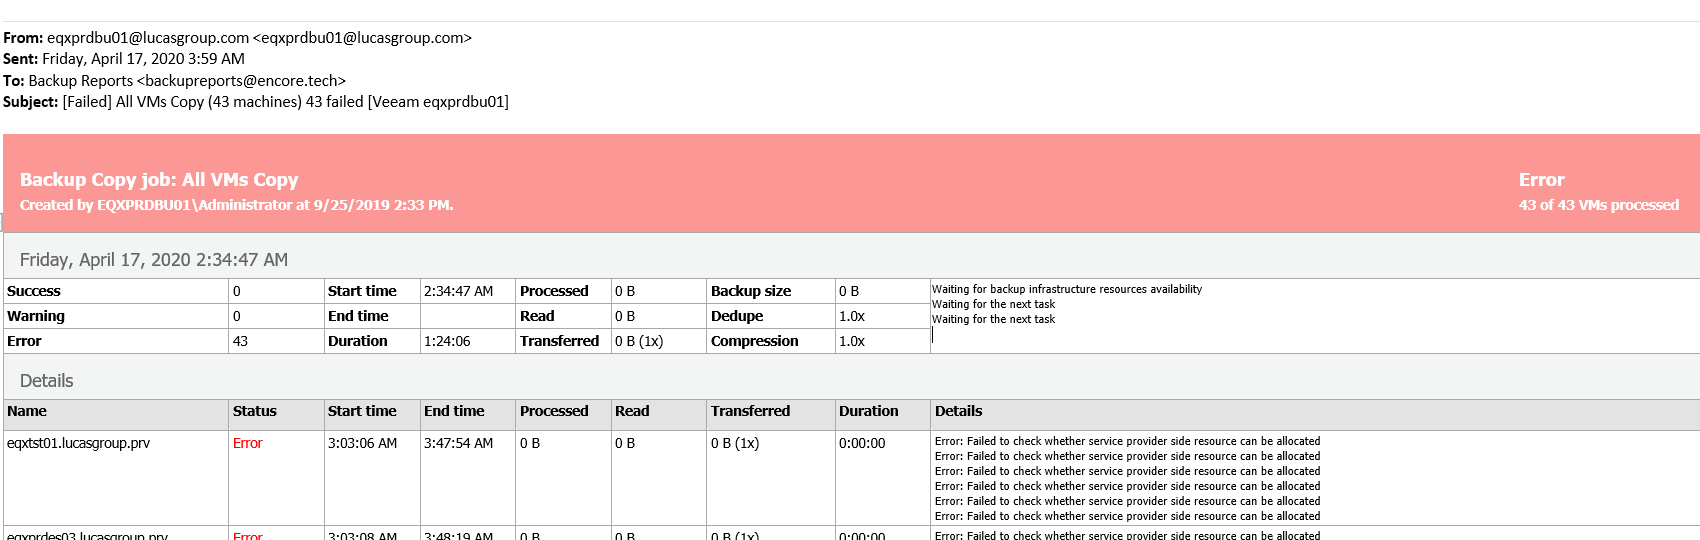 From: eqxprdbu01@lucasgroup.com <eqxprdbu01@lucasgroup.com>
Sent: Friday, April 17, 2020 3:59 AM
To: Backup Reports <backupreports@encore.tech>
Subject: [Failed] All VMs Copy (43 machines) 43 failed [Veeam eqxprdbu01]
Backup Copy job: All VMs Copy Error
Created by EQXPRDBU01\Administrator at 9/25/2019 2:33 PM. 43 of 43 VMs processed
Friday, April 17, 2020 2:34:47 AM
Success 0 Start time 2:34:47 AM Processed 0 B Backup size 0 B Waiting for backup infrastructure resources availability
Waiting for the next task
Warning 0 End time Read 0 B Dedupe 1.0x Waiting for the next task
Error 43 Duration 1:24:06 Transferred 0 B (1x) Compression 1.0x
Details
Name Status Start time End time Processed Read Transferred Duration Details
eqxtst01.lucasgroup.prv Error 3:03:06 AM 3:47:54 AM 0 B 0 B 0 B (1x) 0:00:00 Error: Failed to check whether service provider side resource can be allocated
Error: Failed to check whether service provider side resource can be allocated
Error: Failed to check whether service provider side resource can be allocated
Error: Failed to check whether service provider side resource can be allocated
Error: Failed to check whether service provider side resource can be allocated
Error: Failed to check whether service provider side resource can be allocated
eqxprdes03.lucasgroup.prv Error 3:03:08 AM 3:48:19 AM 0 B 0 B 0 B (1x) 0:00:00 Error: Failed to check whether service provider side resource can be allocated